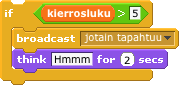 if kierrosluku > 5
broadcast jotain tapahtuu
think Hmmm for 2 secs